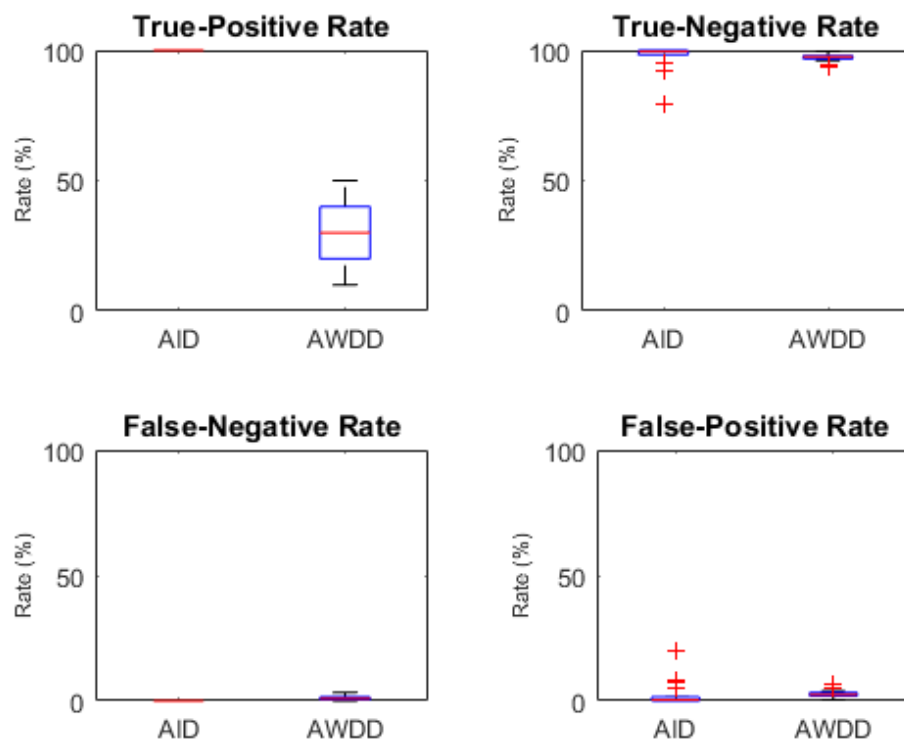 True-Positive Rate
100
50
0
Rate (%)
AID
AWDD
True-Negative Rate
100
50
0
Rate (%)
AID
AWDD
False-Negative Rate
100
50
0
Rate (%)
AID
AWDD
False-Positive Rate
100
50
0
Rate (%)
AID
AWDD